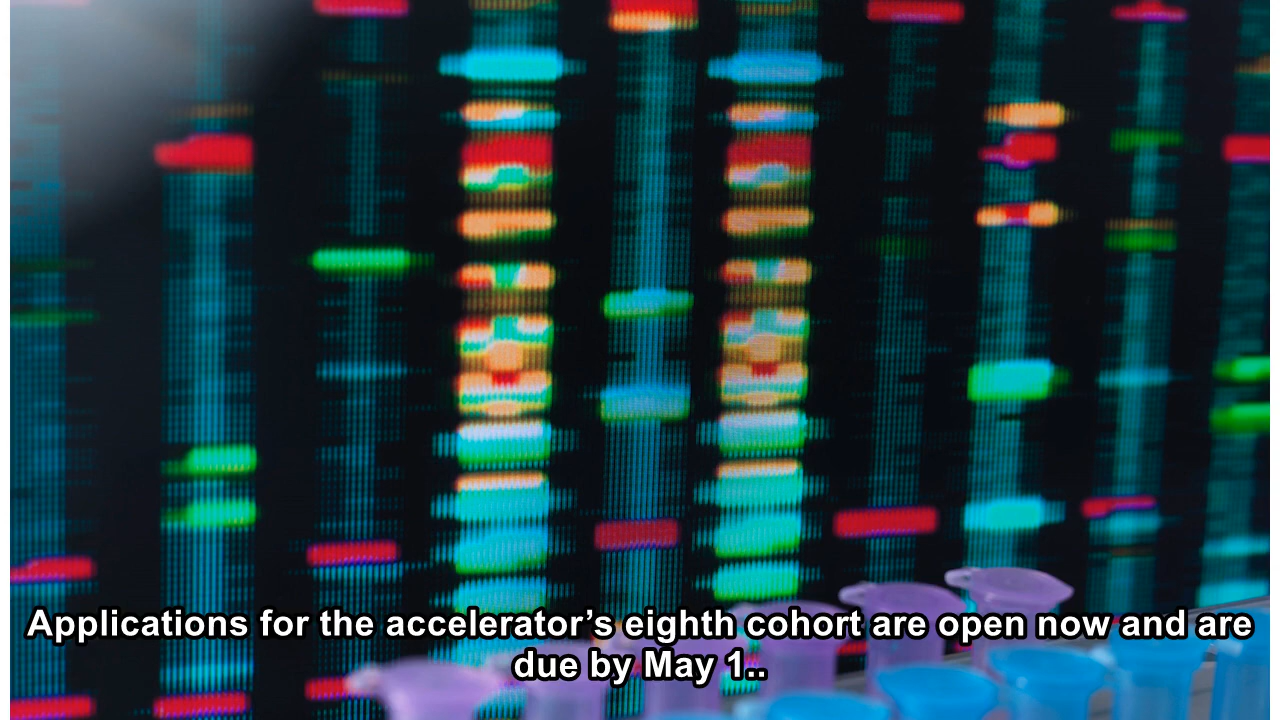 Applications for the accelerator’s eighth cohort are open now and are
due by May 1..